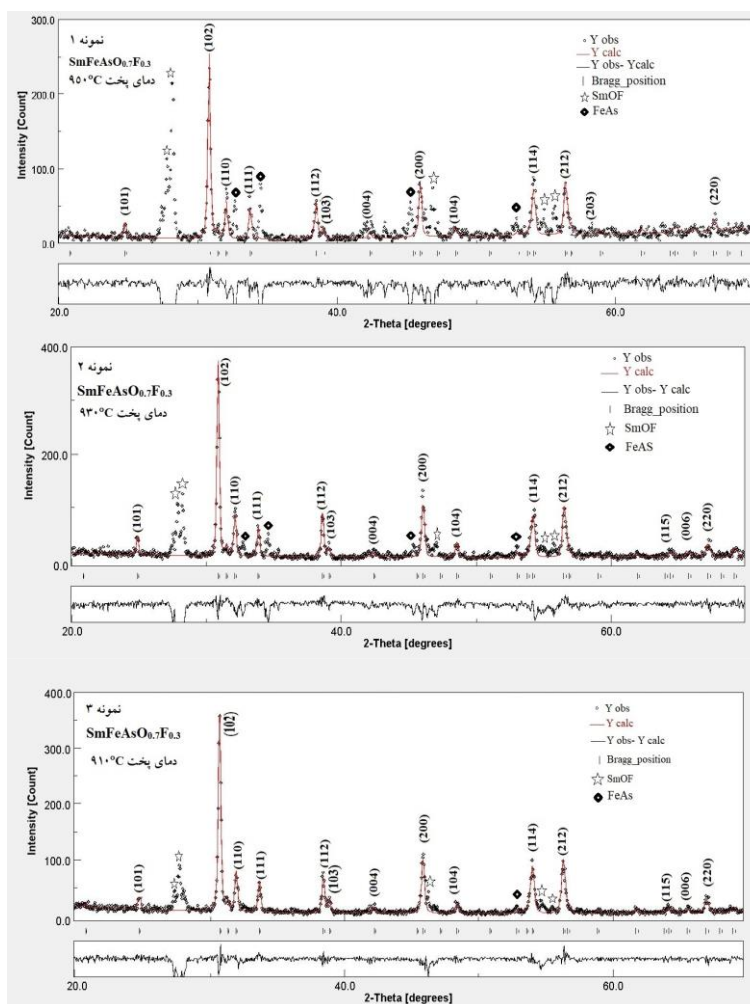 نمونه ۱
SmFeAsO0.7F0.3
دمای پخت ۹۵۰°C
Intensity [Count]
300.0
200.0
100.0
0.0
(101)
(102)
(110)
(111)
(112)
(103)
(004)
(200)
(104)
(114)
(212)
(203)
(220)
Y obs
Y calc
Y obs- Ycalc
Bragg_position
SmOF
FeAs
20.0
40.0
60.0
2-Theta [degrees]
نمونه ۲
SmFeAsO0.7F0.3
دمای پخت ۹۳۰°C
Intensity [Count]
400.0
200.0
0.0
(101)
(102)
(110)
(111)
(112)
(103)
(004)
(200)
(104)
(114)
(212)
(115)
(006)
(220)
Y obs
Y calc
Y obs- Y calc
Bragg_position
SmOF
FeAS
20.0
40.0
60.0
2-Theta [degrees]
نمونه ۳
SmFeAsO0.7F0.3
دمای پخت ۹۱۰°C
Intensity [Count]
400.0
300.0
200.0
100.0
0.0
(101)
(102)
(110)
(111)
(112)
(103)
(004)
(200)
(104)
(114)
(212)
(115)
(006)
(220)
Y obs
Y calc
Y obs- Y calc
Bragg_position
SmOF
FeAs
20.0
40.0
60.0
2-Theta [degrees]